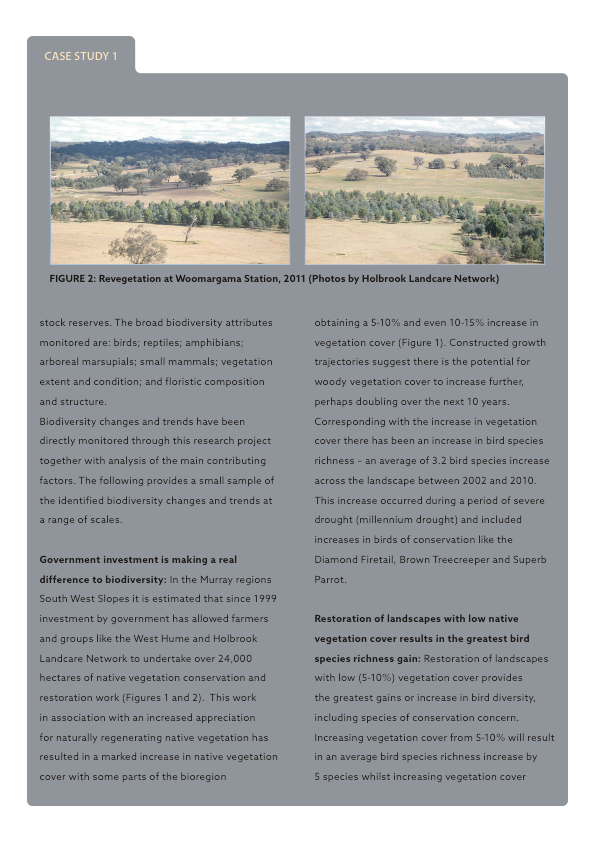 CASE STUDY 1
FIGURE 2: Revegetation at Woomargama Station, 2011 (Photos by Holbrook Landcare Network)
stock reserves. The broad biodiversity attributes
monitored are: birds; reptiles; amphibians;
arboreal marsupials; small mammals; vegetation
extent and condition; and floristic composition
and structure.
Biodiversity changes and trends have been
directly monitored through this research project
together with analysis of the main contributing
factors. The following provides a small sample of
the identified biodiversity changes and trends at
a range of scales.
Government investment is making a real
difference to biodiversity: In the Murray regions
South West Slopes it is estimated that since 1999
investment by government has allowed farmers
and groups like the West Hume and Holbrook
Landcare Network to undertake over 24,000
hectares of native vegetation conservation and
restoration work (Figures 1 and 2). This work
in association with an increased appreciation
for naturally regenerating native vegetation has
resulted in a marked increase in native vegetation
cover with some parts of the bioregion
obtaining a 5-10% and even 10-15% increase in
vegetation cover (Figure 1). Constructed growth
trajectories suggest there is the potential for
woody vegetation cover to increase further,
perhaps doubling over the next 10 years.
Corresponding with the increase in vegetation
cover there has been an increase in bird species
richness – an average of 3.2 bird species increase
across the landscape between 2002 and 2010.
This increase occurred during a period of severe
drought (millennium drought) and included
increases in birds of conservation like the
Diamond Firetail, Brown Treecreeper and Superb
Parrot.
Restoration of landscapes with low native
vegetation cover results in the greatest bird
species richness gain: Restoration of landscapes
with low (5-10%) vegetation cover provides
the greatest gains or increase in bird diversity,
including species of conservation concern.
Increasing vegetation cover from 5-10% will result
in an average bird species richness increase by
5 species whilst increasing vegetation cover